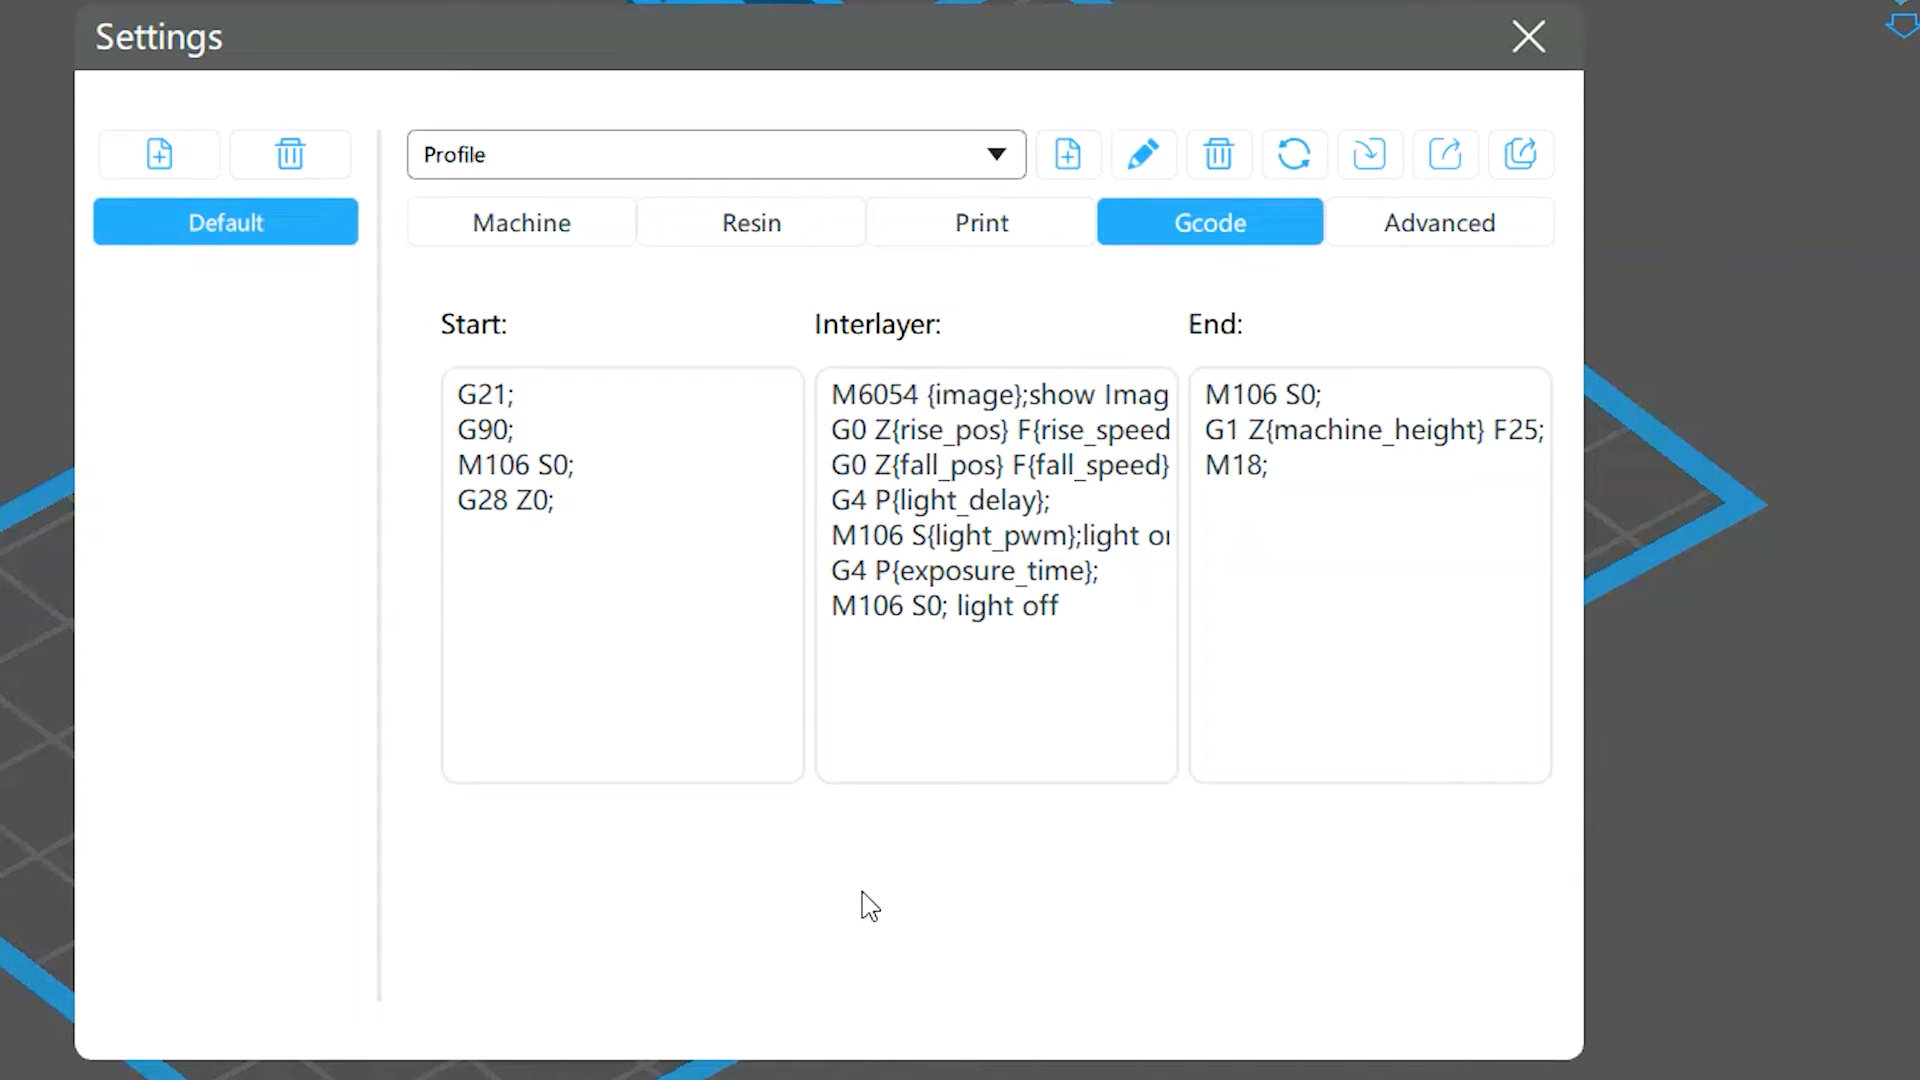 Settings
Profile
Default
Machine
Resin
Print
Gcode
Advanced
Start:
Interlayer:
End:
G21;
G90;
M106 S0;
G28 Z0;
M6054 {image};show Imag
G0 Z{rise_pos} F{rise_speed
G0 Z{fall_pos} F{fall_speed}
G4 P{light_delay};
M106 S{light_pwm};light on
G4 P{exposure_time};
M106 S0; light off
M106 S0;
G1 Z{machine_height} F25;
M18;